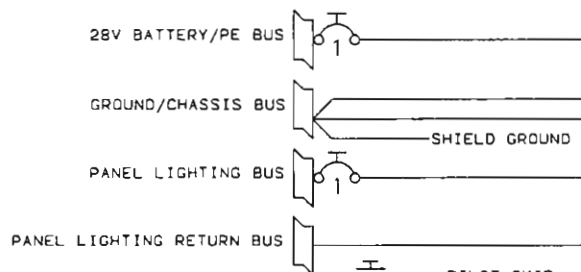 28V BATTERY/PE BUS
1
GROUND/CHASSIS BUS
SHIELD GROUND
PANEL LIGHTING BUS
1
PANEL LIGHTING RETURN BUS